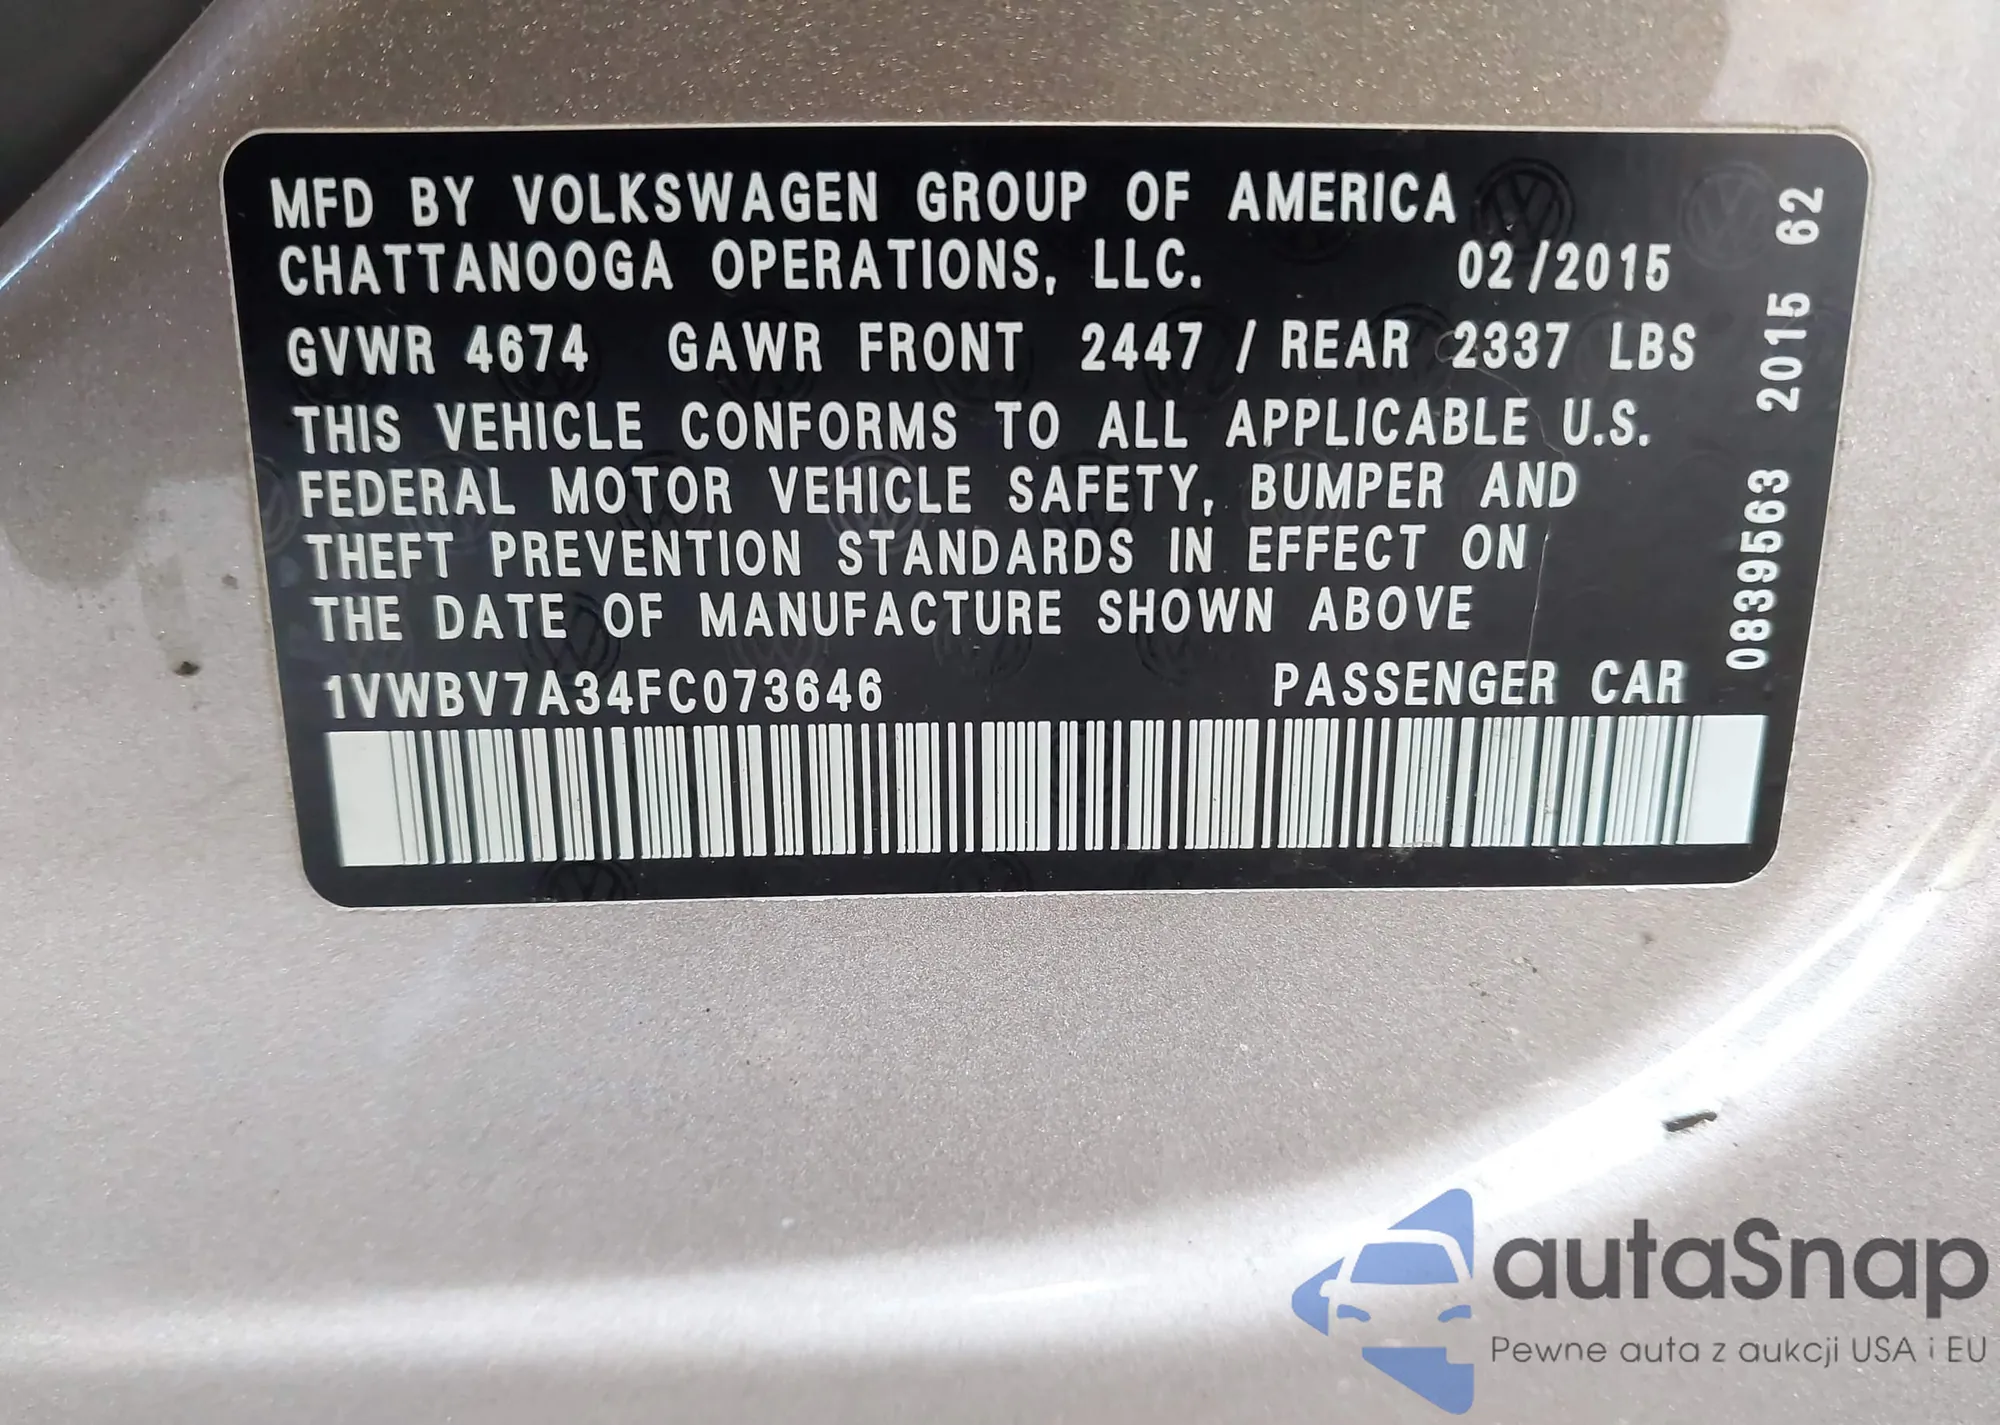 MFD BY VOLKSWAGEN GROUP OF AMERICA
CHATTANOOGA OPERATIONS, LLC. 02/2015
GVWR 4674 GAWR FRONT 2447 / REAR 2337 LBS
THIS VEHICLE CONFORMS TO ALL APPLICABLE U.S.
FEDERAL MOTOR VEHICLE SAFETY, BUMPER AND
THEFT PREVENTION STANDARDS IN EFFECT ON
THE DATE OF MANUFACTURE SHOWN ABOVE
1VWBV7A34FC073646 PASSENGER CAR
0839563 2015 62
autaSnap
Pewne auta z aukcji USA i EU